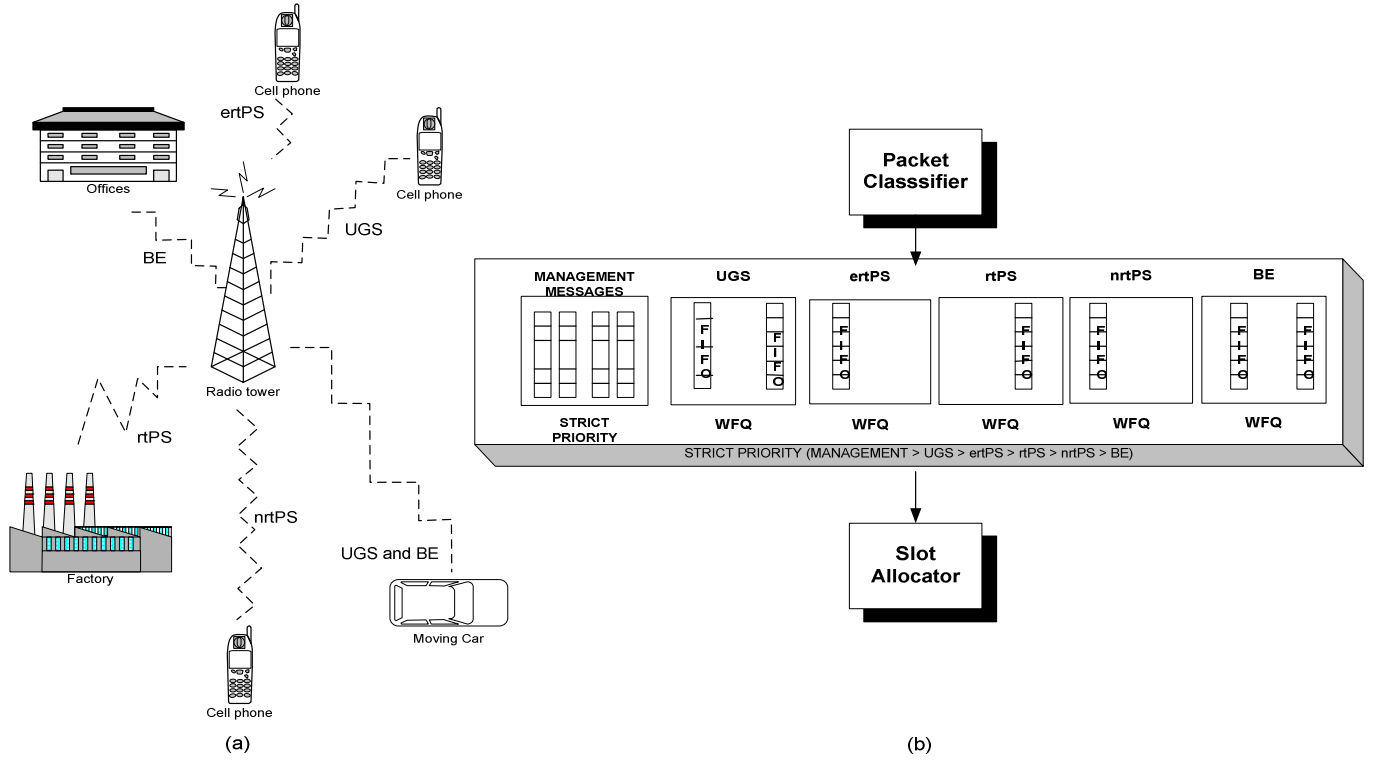 Cell phone
ertPS
Offices
Cell phone
UGS
BE
Radio tower
rtPS
nrtPS
Factory
UGS and BE
Moving Car
Cell phone
(a)
Packet
Classsifier
MANAGEMENT
MESSAGES
UGS
ertPS
rtPS
nrtPS
BE
FIFO
FIFO
FIFO
FIFO
FIFO
FIFO
FIFO
STRICT
PRIORITY
WFQ
WFQ
WFQ
WFQ
WFQ
STRICT PRIORITY (MANAGEMENT > UGS > ertPS > rtPS > nrtPS > BE)
Slot
Allocator
(b)